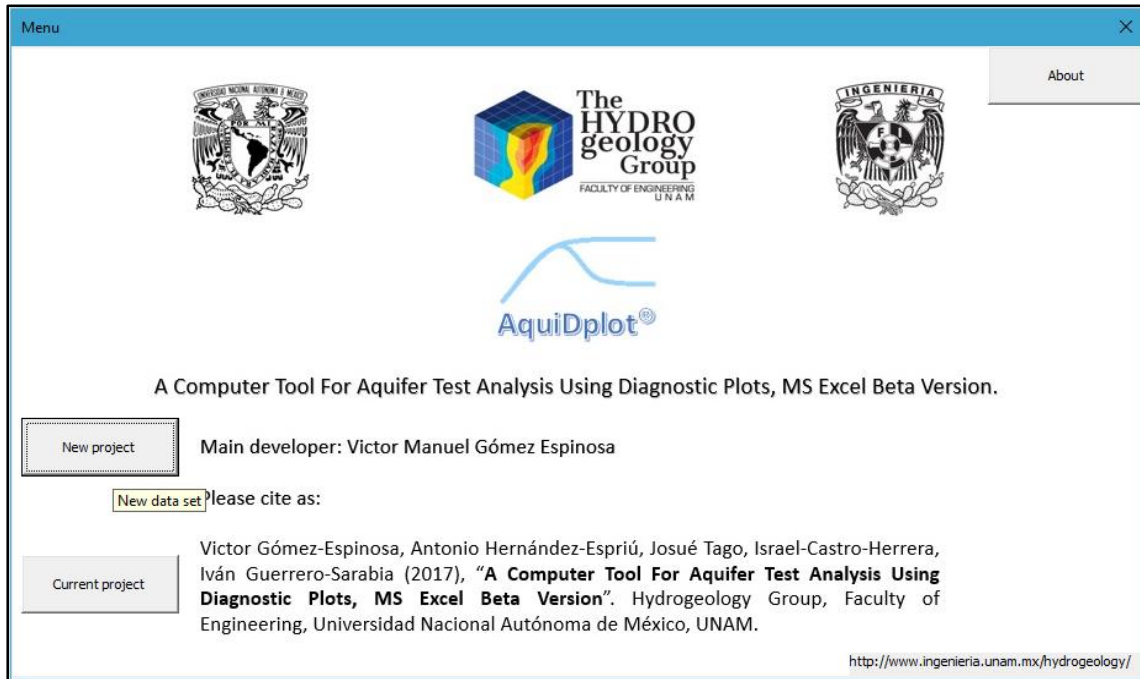 Menu
About
UNIVERSIDAD NACIONAL AUTONOMA DE MEXICO
INGENIERIA
The
HYDRO
geology
Group
FACULTY OF ENGINEERING
UNAM
AquiDplot®
A Computer Tool For Aquifer Test Analysis Using Diagnostic Plots, MS Excel Beta Version.
New project
Main developer: Victor Manuel Gómez Espinosa
New data set
Please cite as:
Current project
Victor Gómez-Espinosa, Antonio Hernández-Espriú, Josué Tago, Israel-Castro-Herrera,
Iván Guerrero-Sarabia (2017), “A Computer Tool For Aquifer Test Analysis Using
Diagnostic Plots, MS Excel Beta Version”. Hydrogeology Group, Faculty of
Engineering, Universidad Nacional Autónoma de México, UNAM.
http://www.ingenieria.unam.mx/hydrogeology/